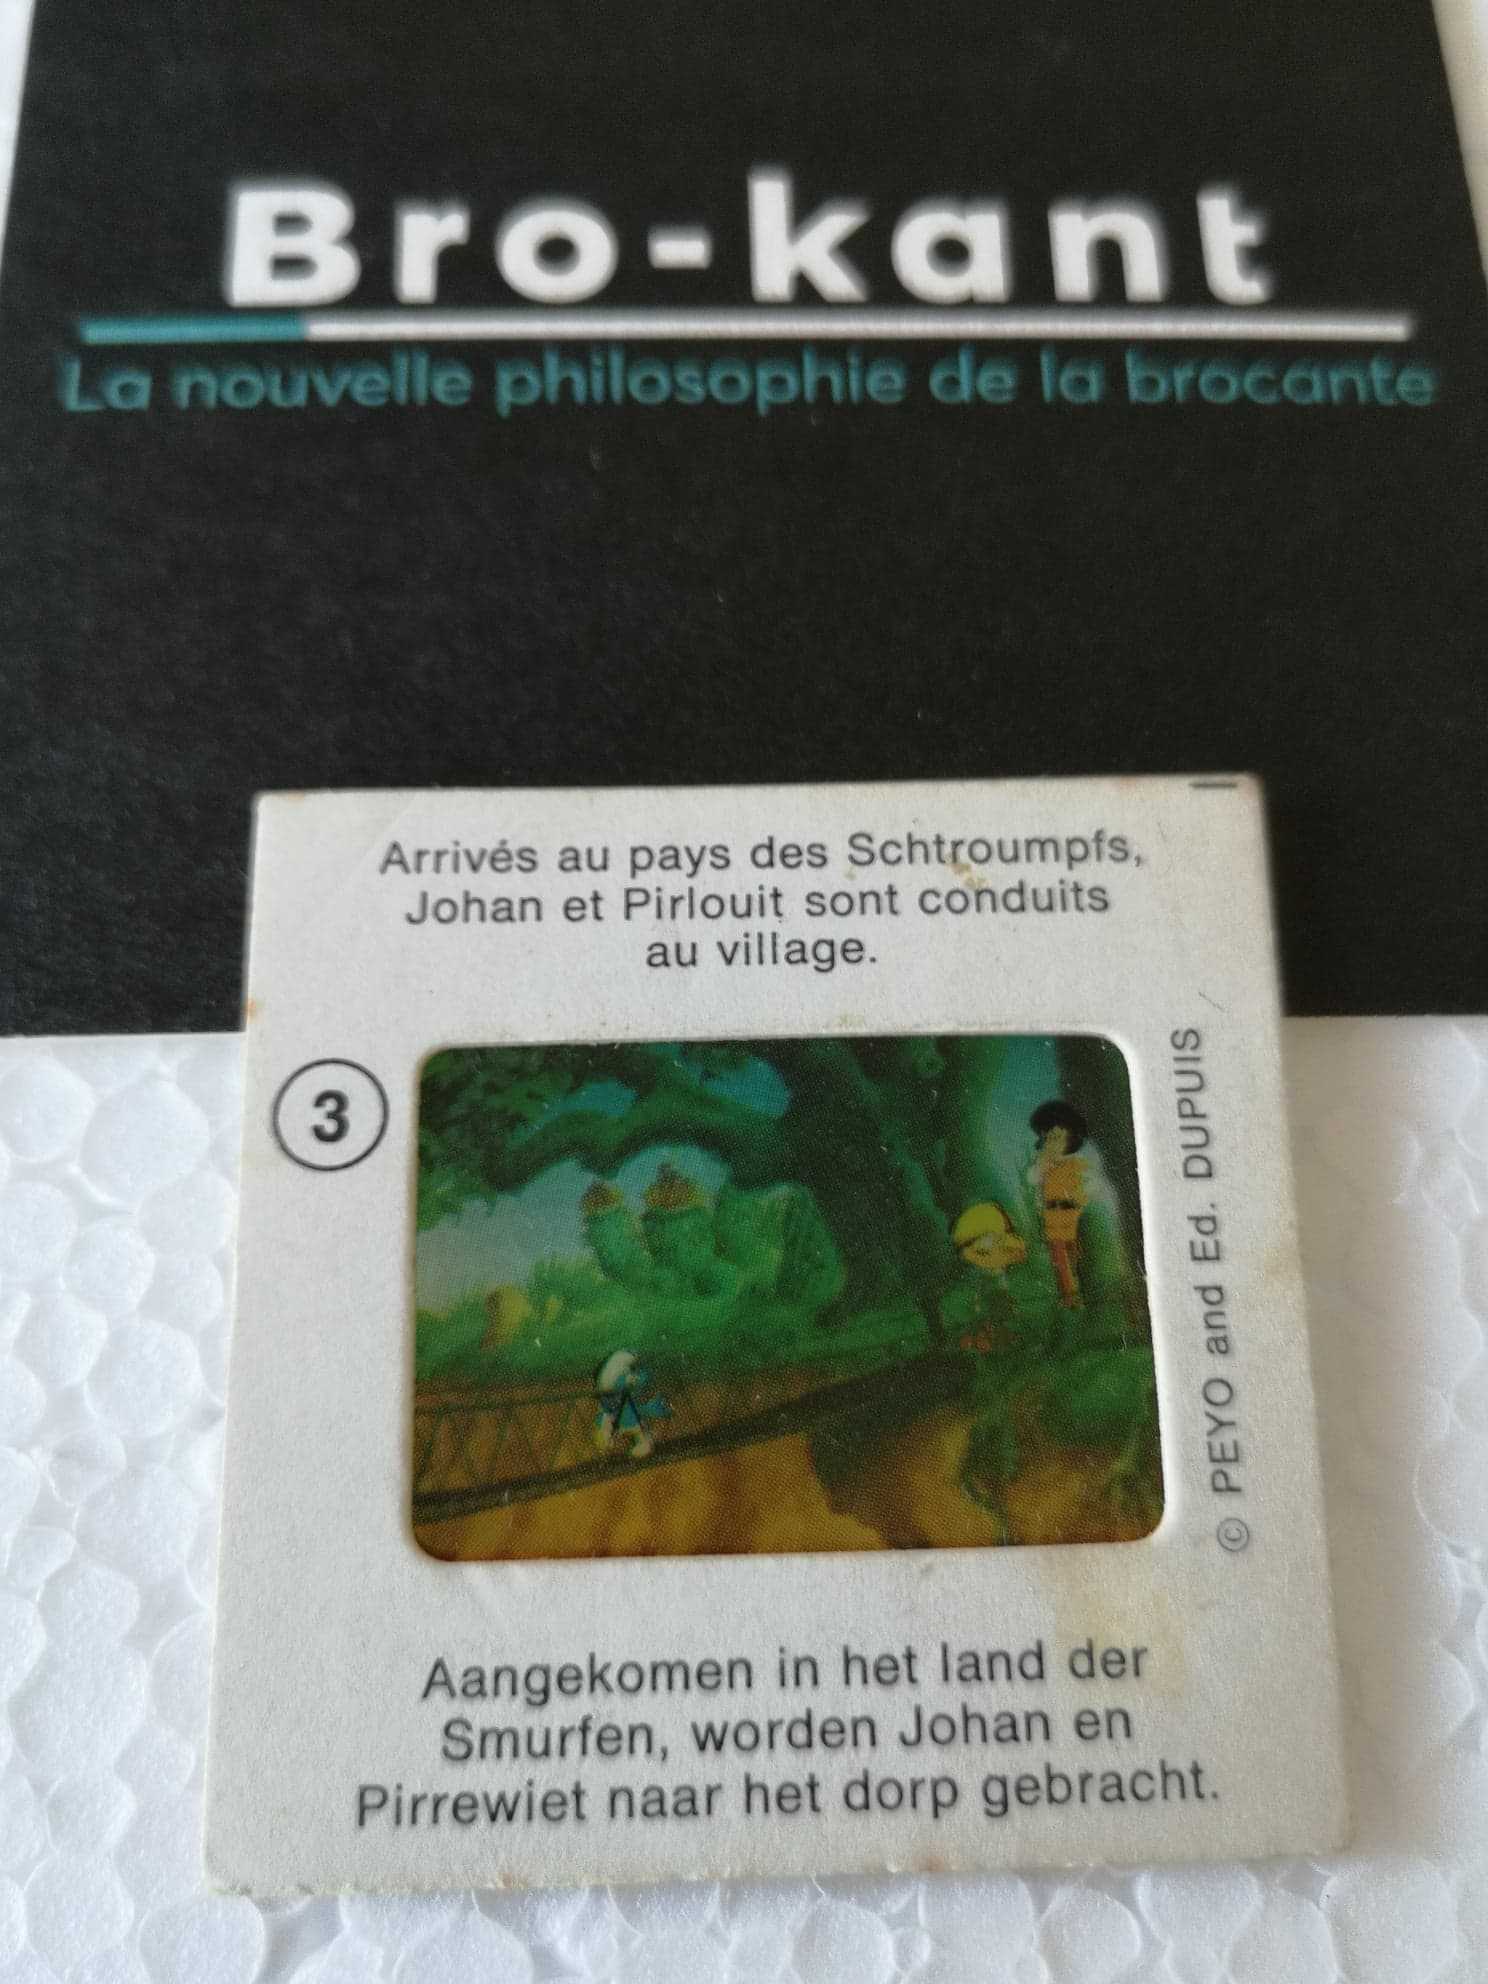 Bro-kant
La nouvelle philosophie de la brocante
Arrivés au pays des Schtroumpfs,
Johan et Pirlouit sont conduits
au village.
3
© PEYO and Ed. DUPUIS
Aangekomen in het land der
Smurfen, worden Johan en
Pirrewiet naar het dorp gebracht.